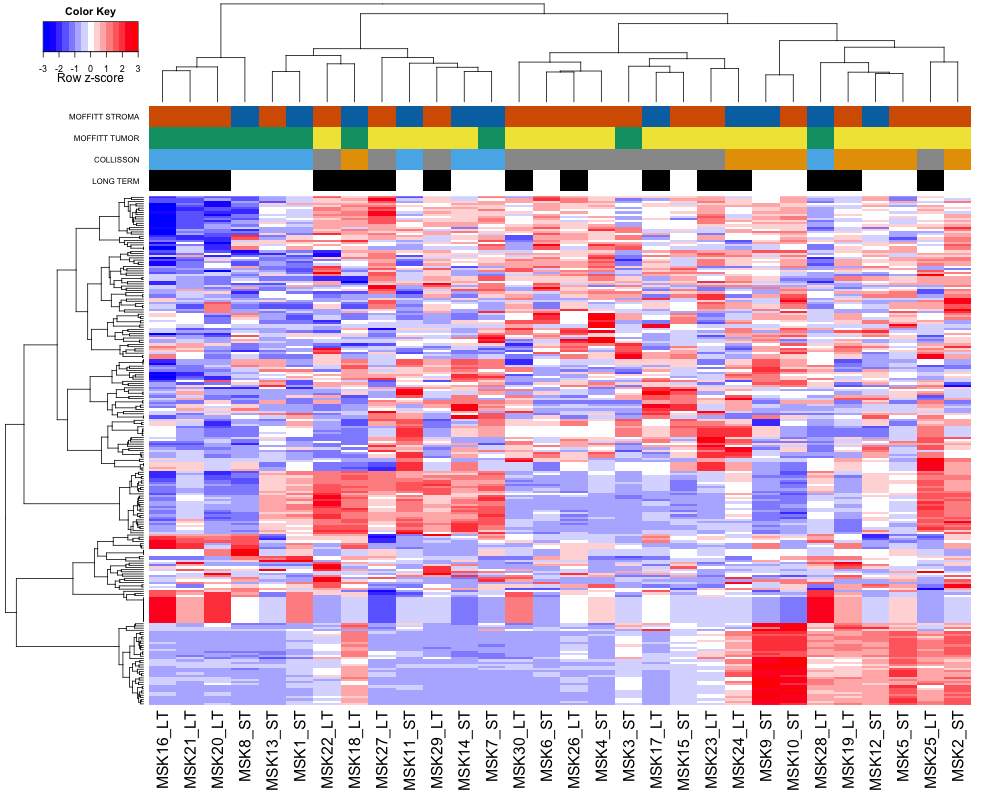 Color Key
-3 -2 -1 0 1 2 3
Row z-score
MOFFITT STROMA
MOFFITT TUMOR
COLLISSON
LONG TERM
MSK16_LT
MSK21_LT
MSK20_LT
MSK8_ST
MSK13_ST
MSK1_ST
MSK22_LT
MSK18_LT
MSK27_LT
MSK11_ST
MSK29_LT
MSK14_ST
MSK7_ST
MSK30_LT
MSK6_ST
MSK26_LT
MSK4_ST
MSK3_ST
MSK17_LT
MSK15_ST
MSK23_LT
MSK24_LT
MSK9_ST
MSK10_ST
MSK28_LT
MSK19_LT
MSK12_ST
MSK5_ST
MSK25_LT
MSK2_ST